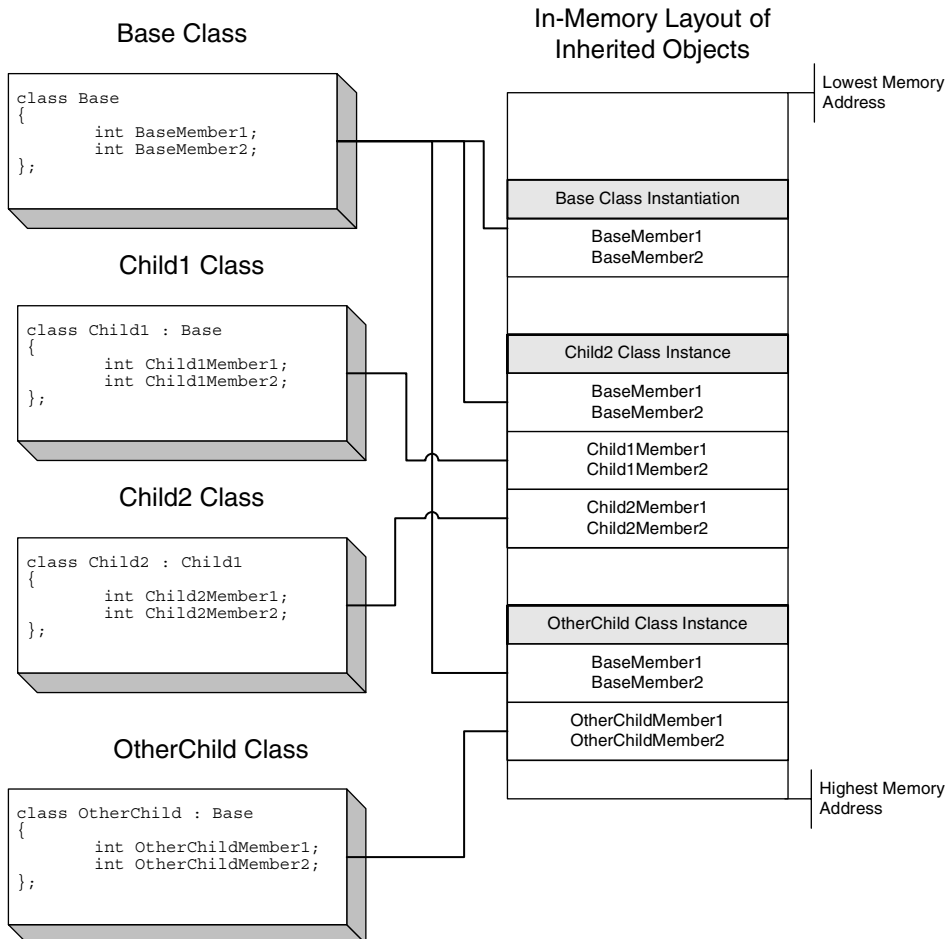 Base Class
class Base
{
int BaseMember1;
int BaseMember2;
};
Child1 Class
class Child1 : Base
{
int Child1Member1;
int Child1Member2;
};
Child2 Class
class Child2 : Child1
{
int Child2Member1;
int Child2Member2;
};
OtherChild Class
class OtherChild : Base
{
int OtherChildMember1;
int OtherChildMember2;
};
In-Memory Layout of
Inherited Objects
Lowest Memory
Address
Base Class Instantiation
BaseMember1
BaseMember2
Child2 Class Instance
BaseMember1
BaseMember2
Child1Member1
Child1Member2
Child2Member1
Child2Member2
OtherChild Class Instance
BaseMember1
BaseMember2
OtherChildMember1
OtherChildMember2
Highest Memory
Address